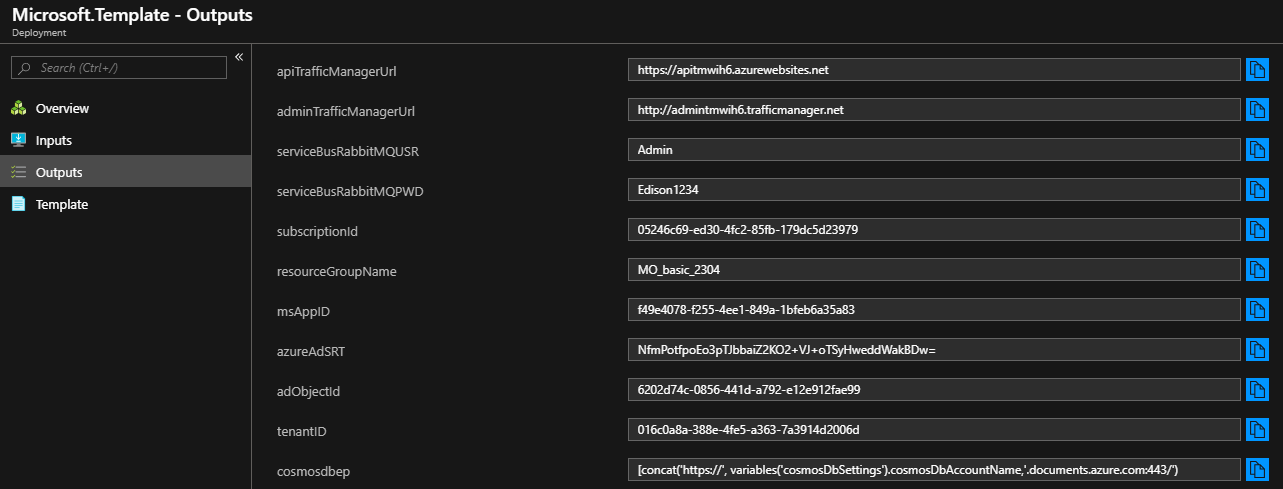 Microsoft.Template - Outputs
Deployment
Search (Ctrl+/)
«
Overview
Inputs
Outputs
Template
apiTrafficManagerUrl https://apitmwih6.azurewebsites.net
adminTrafficManagerUrl http://admintmwih6.trafficmanager.net
serviceBusRabbitMQUSR Admin
serviceBusRabbitMQPWD Edison1234
subscriptionId 05246c69-ed30-4fc2-85fb-179dc5d23979
resourceGroupName MO_basic_2304
msAppID f49e4078-f255-4ee1-849a-1bfeb6a35a83
azureAdSRT NfmPotfpoEo3pTJbbaiZ2KO2+VJ+oTSyHweddWakBDw=
adObjectId 6202d74c-0856-441d-a792-e12e912fae99
tenantID 016c0a8a-388e-4fe5-a363-7a3914d2006d
cosmosdbep [concat('https://', variables('cosmosDbSettings').cosmosDbAccountName,'.documents.azure.com:443/')